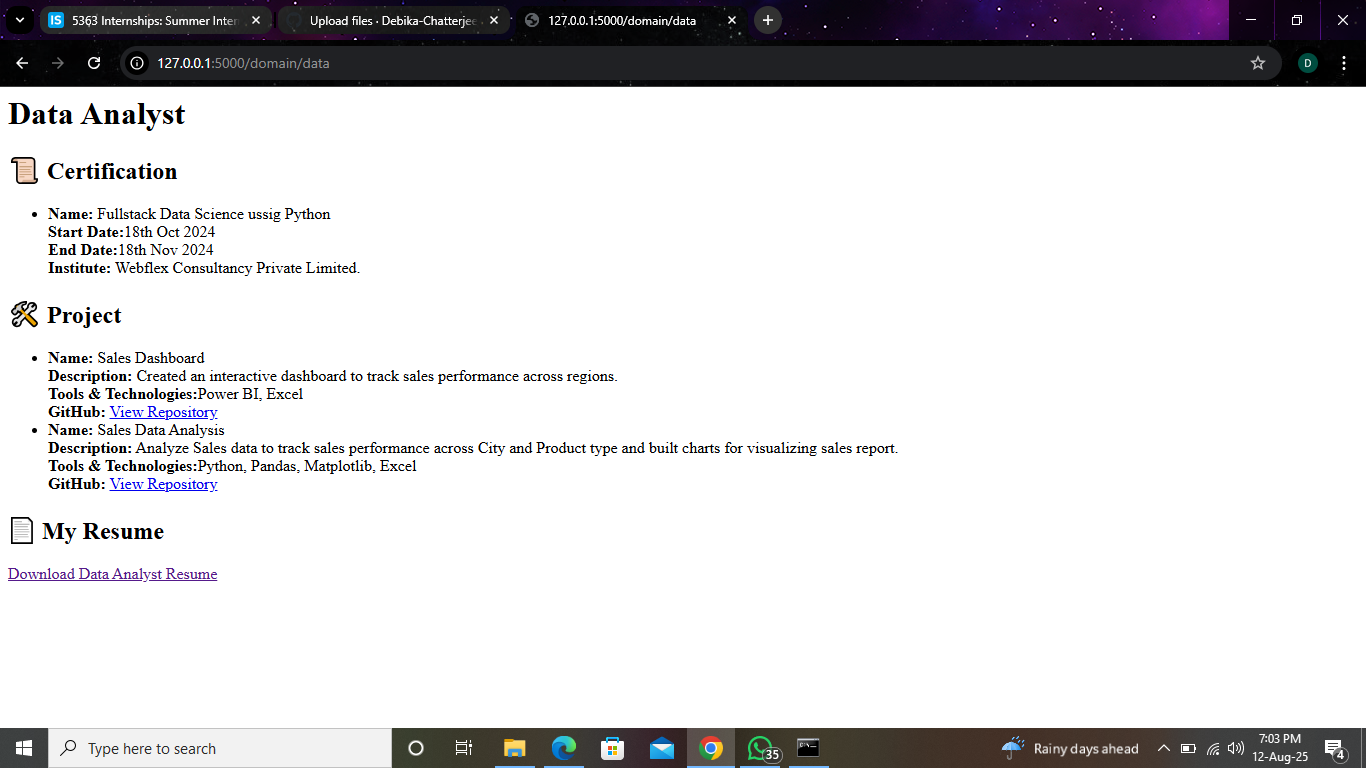 5363 Internships: Summer Inter
Upload files · Debika-Chatterjee
127.0.0.1:5000/domain/data
127.0.0.1:5000/domain/data
D
Data Analyst
Certification
Name: Fullstack Data Science ussig Python
Start Date:18th Oct 2024
End Date:18th Nov 2024
Institute: Webflex Consultancy Private Limited.
Project
Name: Sales Dashboard
Description: Created an interactive dashboard to track sales performance across regions.
Tools & Technologies:Power BI, Excel
GitHub: View Repository
Name: Sales Data Analysis
Description: Analyze Sales data to track sales performance across City and Product type and built charts for visualizing sales report.
Tools & Technologies:Python, Pandas, Matplotlib, Excel
GitHub: View Repository
My Resume
Download Data Analyst Resume
Type here to search
35
Rainy days ahead
7:03 PM
12-Aug-25
4